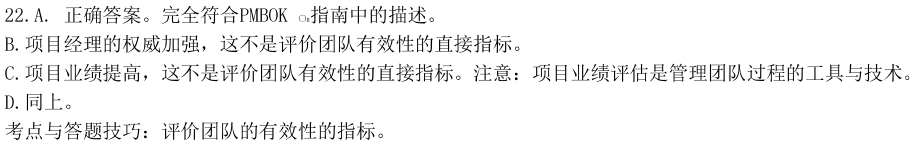 22.A. 正确答案。完全符合PMBOK 指南中的描述。
B.项目经理的权威加强，这不是评价团队有效性的直接指标。
C.项目业绩提高，这不是评价团队有效性的直接指标。注意：项目业绩评估是管理团队过程的工具与技术。
D.同上。
考点与答题技巧：评价团队的有效性的指标。